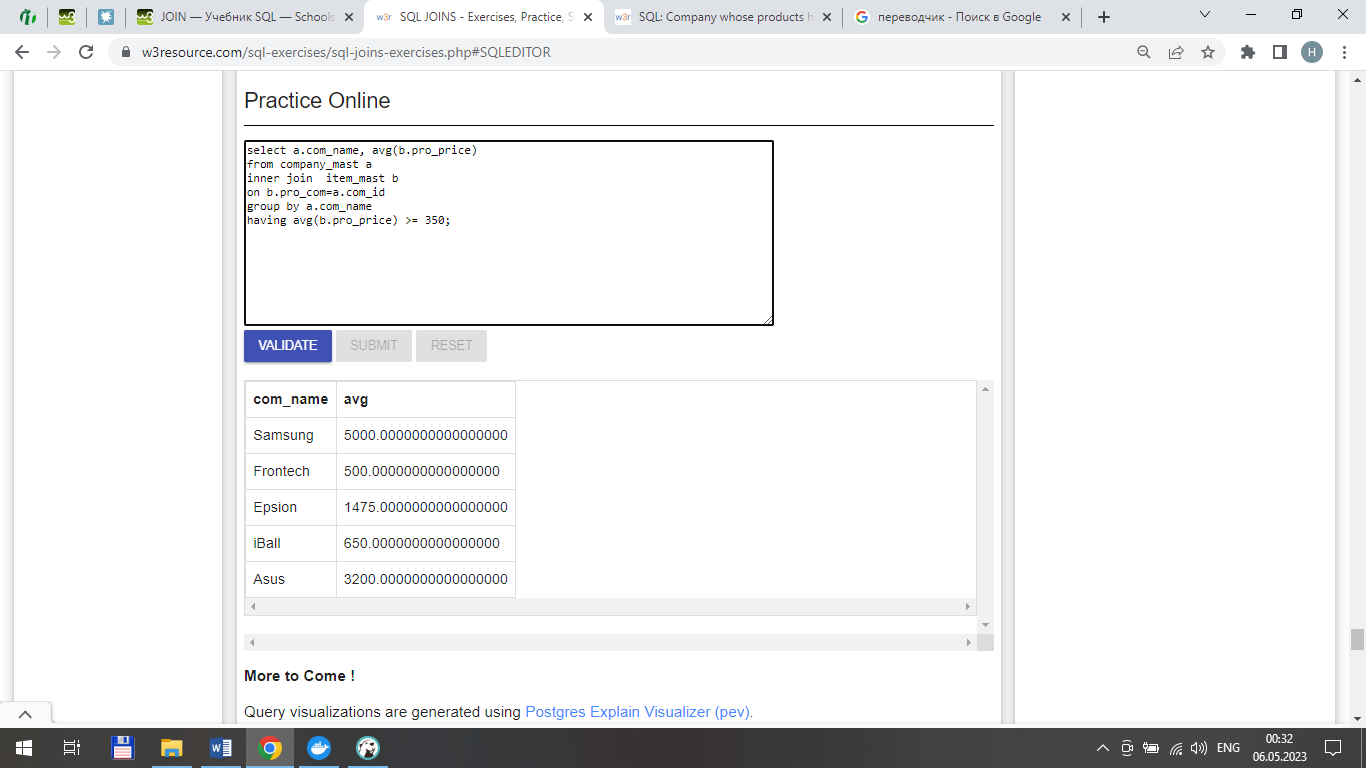 JOIN — Учебник SQL — Schools
w3r SQL JOINS - Exercises, Practice, S
w3r SQL: Company whose products h
переводчик - Поиск в Google
w3resource.com/sql-exercises/sql-joins-exercises.php#SQLEDITOR
H
Practice Online
select a.com_name, avg(b.pro_price)
from company_mast a
inner join  item_mast b
on b.pro_com=a.com_id
group by a.com_name
having avg(b.pro_price) >= 350;
VALIDATE SUBMIT RESET
com_name avg
Samsung 5000.0000000000000000
Frontech 500.0000000000000000
Epsion 1475.0000000000000000
iBall 650.0000000000000000
Asus 3200.0000000000000000
More to Come !
Query visualizations are generated using Postgres Explain Visualizer (pev).
ENG
00:32
06.05.2023